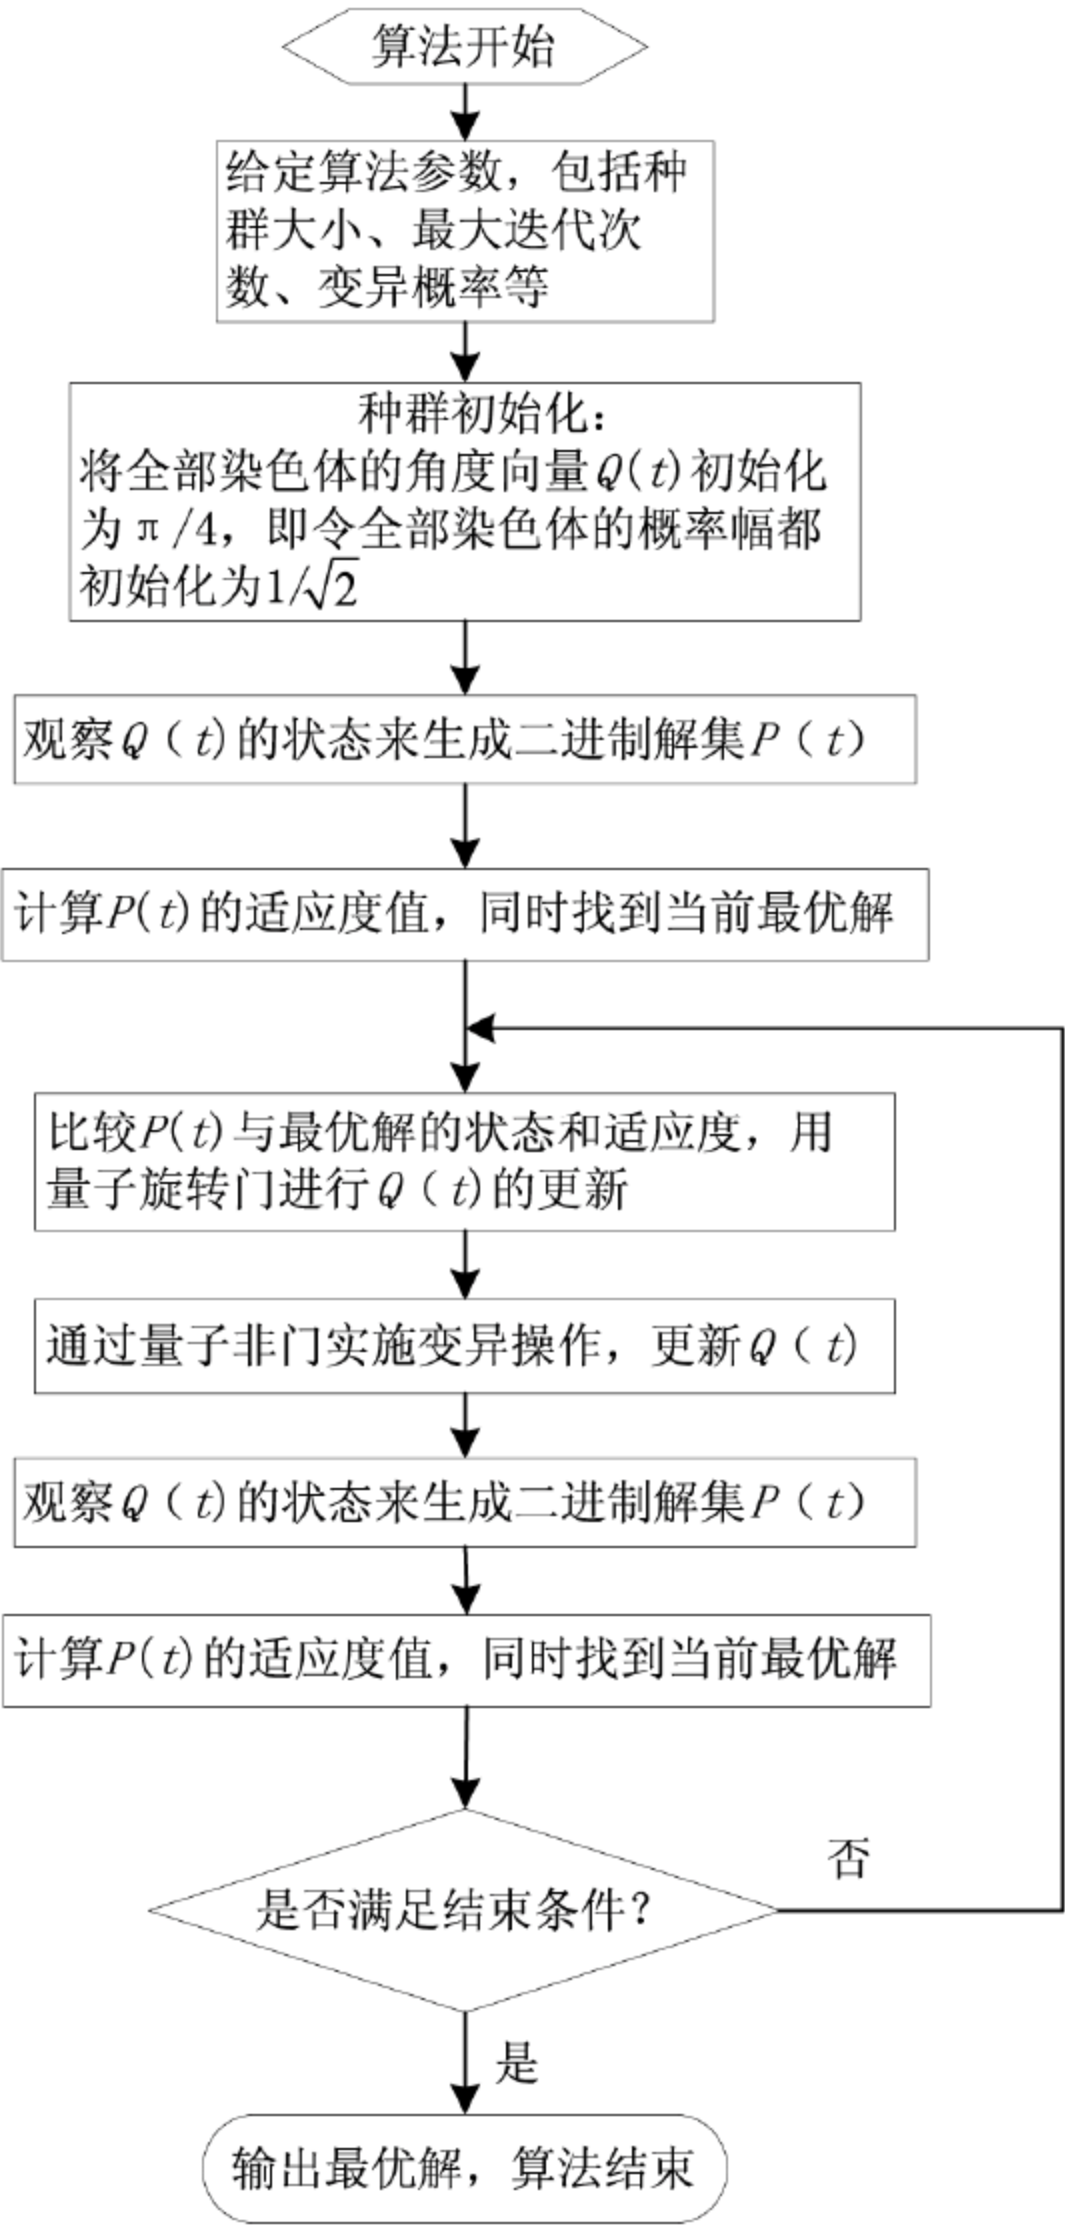 算法开始
给定算法参数，包括种
群大小、最大迭代次
数、变异概率等
种群初始化：
将全部染色体的角度向量Q(t)初始化
为π/4，即令全部染色体的概率幅都
初始化为1/√2
观察Q（t)的状态来生成二进制解集P（t）
计算P(t)的适应度值，同时找到当前最优解
比较P(t)与最优解的状态和适应度，用
量子旋转门进行Q（t)的更新
通过量子非门实施变异操作，更新Q（t)
观察Q（t)的状态来生成二进制解集P（t）
计算P(t)的适应度值，同时找到当前最优解
否
是否满足结束条件？
是
输出最优解，算法结束